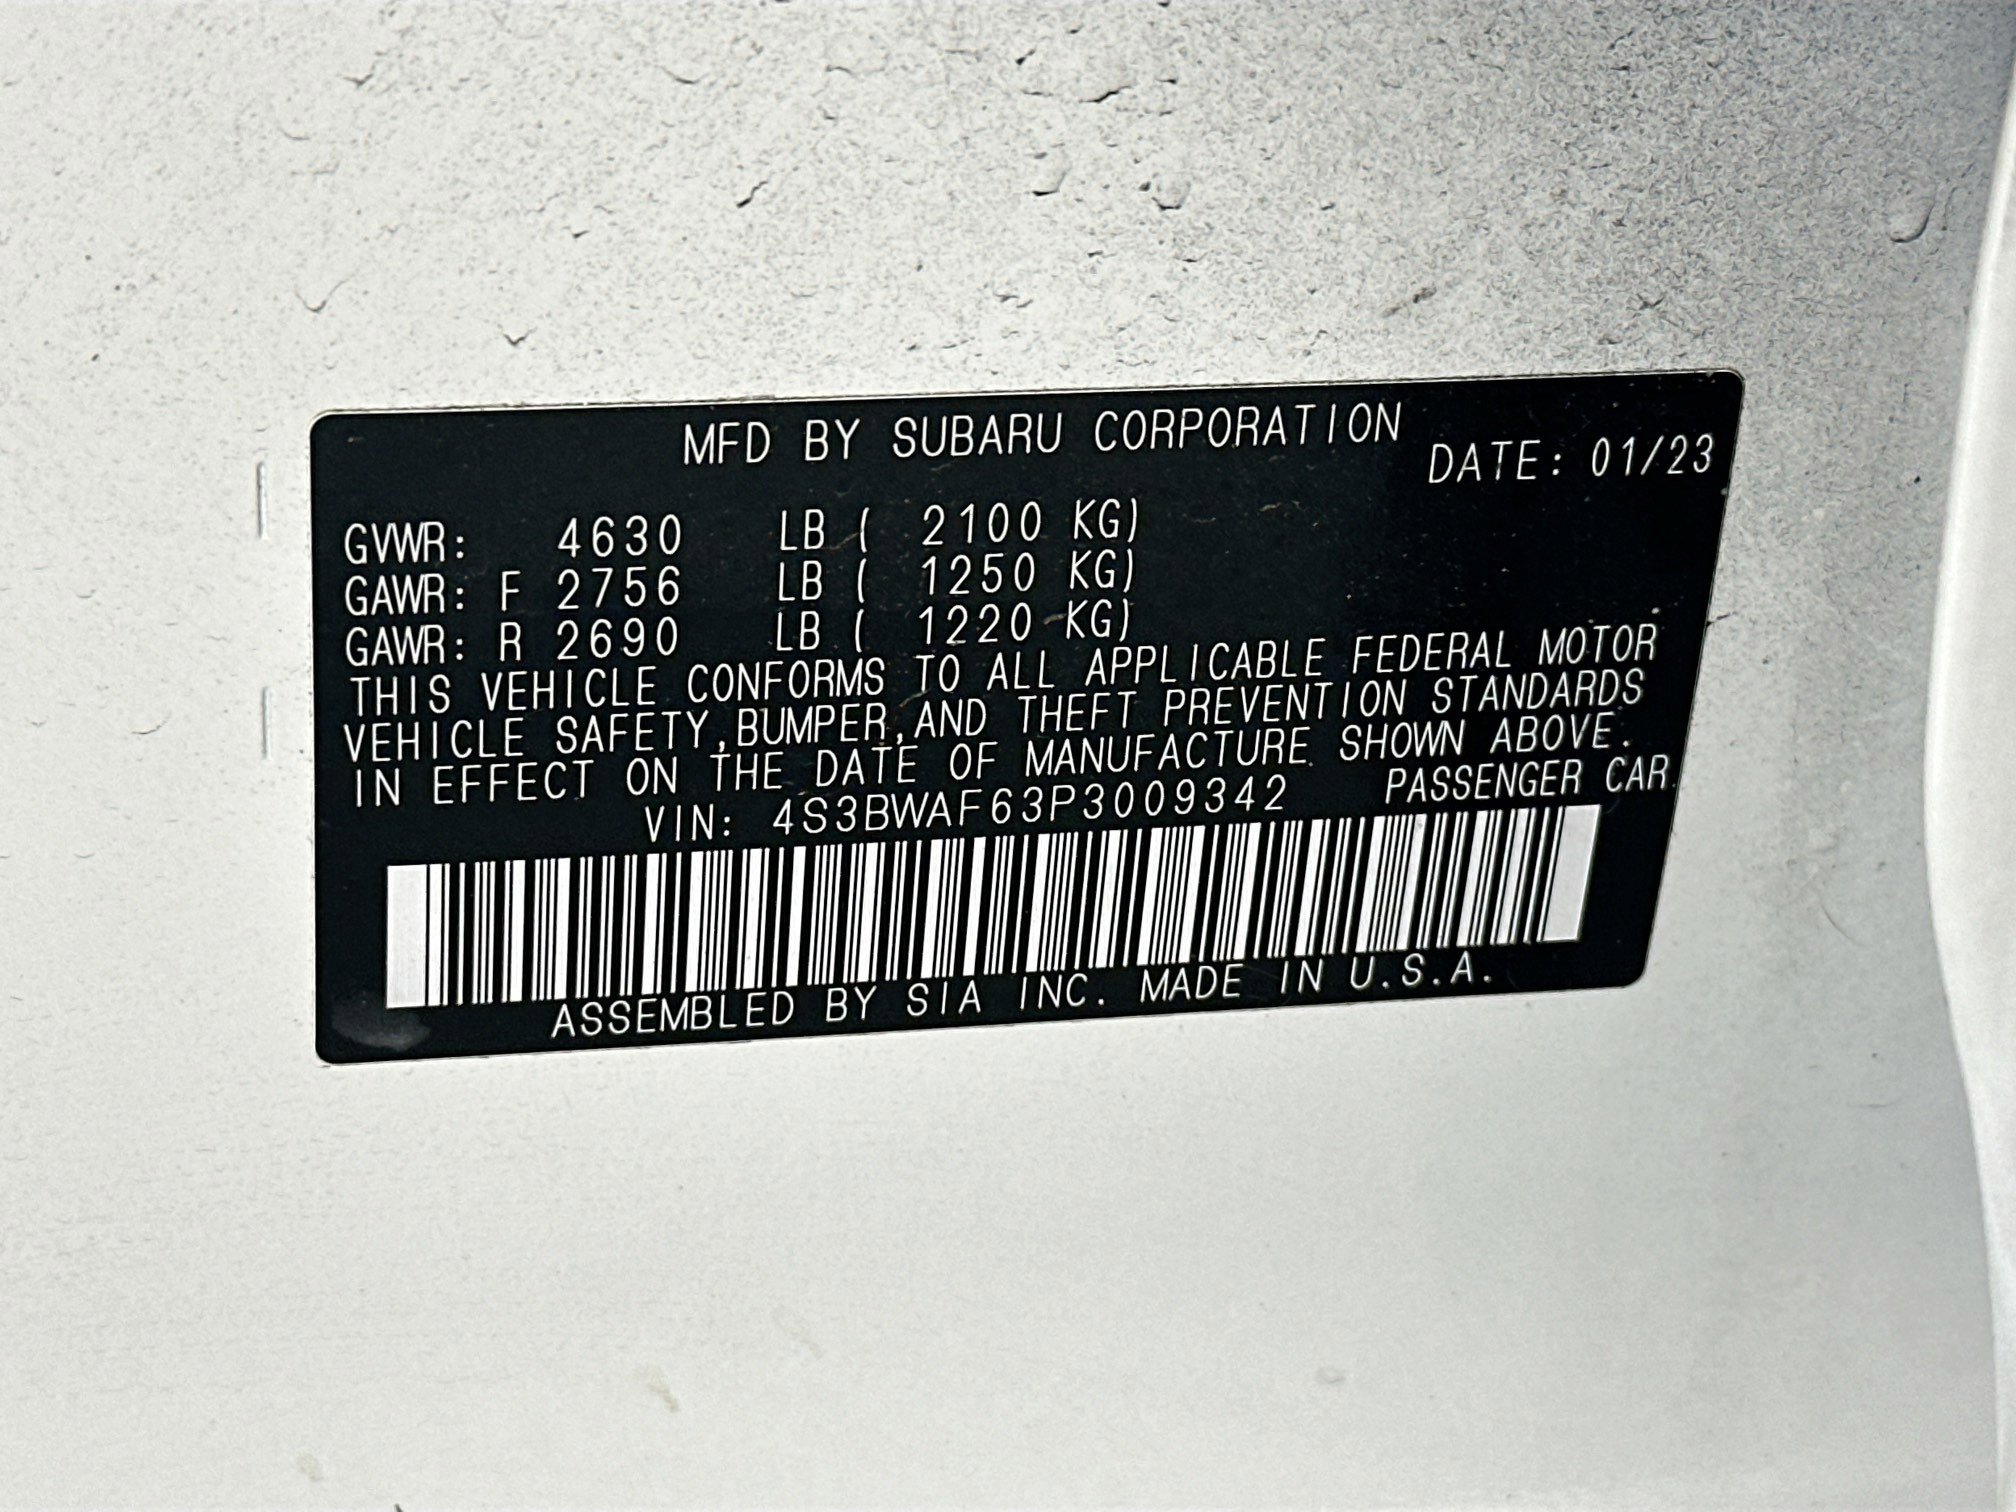 MFD BY SUBARU CORPORATION
DATE: 01/23
GVWR: 4630 LB ( 2100 KG)
GAWR: F 2756 LB ( 1250 KG)
GAWR: R 2690 LB ( 1220 KG)
THIS VEHICLE CONFORMS TO ALL APPLICABLE FEDERAL MOTOR
VEHICLE SAFETY,BUMPER,AND THEFT PREVENTION STANDARDS
IN EFFECT ON THE DATE OF MANUFACTURE SHOWN ABOVE.
VIN: 4S3BWAF63P3009342 PASSENGER CAR
ASSEMBLED BY SIA INC. MADE IN U.S.A.